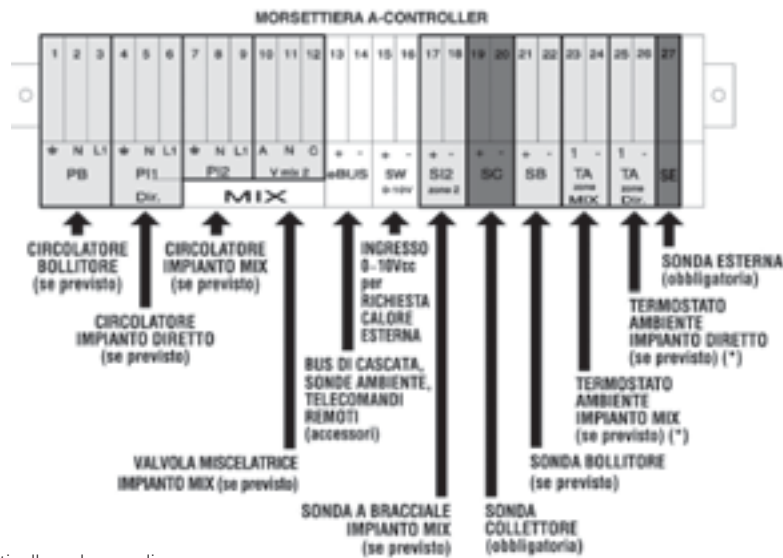 MORSETTIERA A-CONTROLLER
1 2 3 4 5 6 7 8 9 10 11 12 13 14 15 16 17 18 19 20 21 22 23 24 25 26 27
N L1 N L1 N L1 A N C + - + - + - + - + - 1 - 1 -
PB PI1 PI2 V mix 2 eBUS SW SI2 SC SB TA TA SE
0-10V zone 2 zone zone
Dir. MIX MIX Dir.
CIRCOLATORE
BOLLITORE
(se previsto)
CIRCOLATORE
IMPIANTO DIRETTO
(se previsto)
CIRCOLATORE
IMPIANTO MIX
(se previsto)
VALVOLA MISCELATRICE
IMPIANTO MIX (se previsto)
BUS DI CASCATA,
SONDE AMBIENTE,
TELECOMANDI
REMOTI
(accessori)
INGRESSO
0-10Vcc
per
RICHIESTA
CALORE
ESTERNA
SONDA A BRACCIALE
IMPIANTO MIX
(se previsto)
SONDA
COLLETTORE
(obbligatoria)
SONDA BOLLITORE
(se previsto)
TERMOSTATO
AMBIENTE
IMPIANTO MIX
(se previsto) (*)
TERMOSTATO
AMBIENTE
IMPIANTO DIRETTO
(se previsto) (*)
SONDA ESTERNA
(obbligatoria)